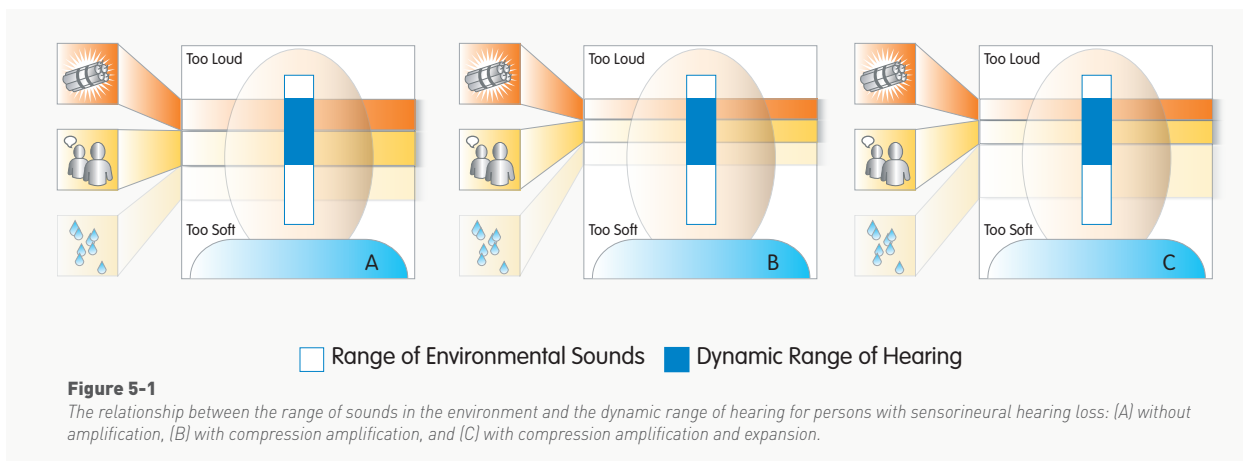 Too Loud
Too Soft
A
Too Loud
Too Soft
B
Too Loud
Too Soft
C
Range of Environmental Sounds Dynamic Range of Hearing
Figure 5-1
The relationship between the range of sounds in the environment and the dynamic range of hearing for persons with sensorineural hearing loss: (A) without
amplification, (B) with compression amplification, and (C) with compression amplification and expansion.